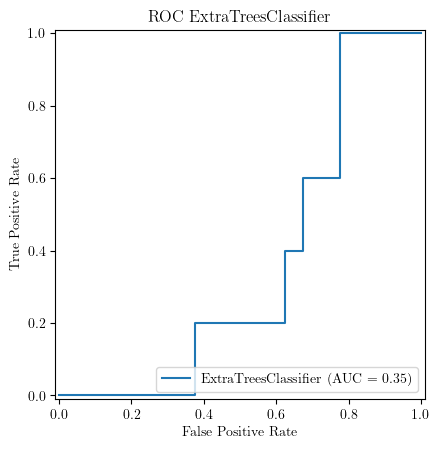 ROC ExtraTreesClassifier
True Positive Rate
1.0
0.8
0.6
0.4
0.2
0.0
ExtraTreesClassifier (AUC = 0.35)
0.0 0.2 0.4 0.6 0.8 1.0
False Positive Rate